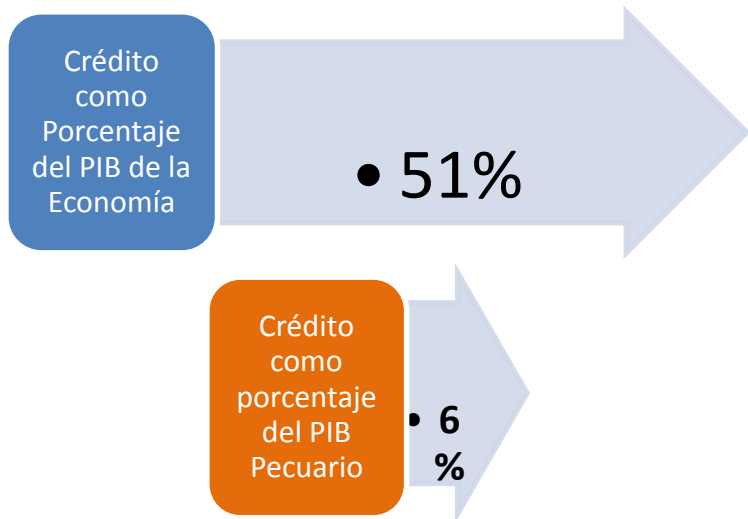 Crédito
como
Porcentaje
del PIB de la
Economía
• 51%
Crédito
como
porcentaje
del PIB
Pecuario
• 6
%